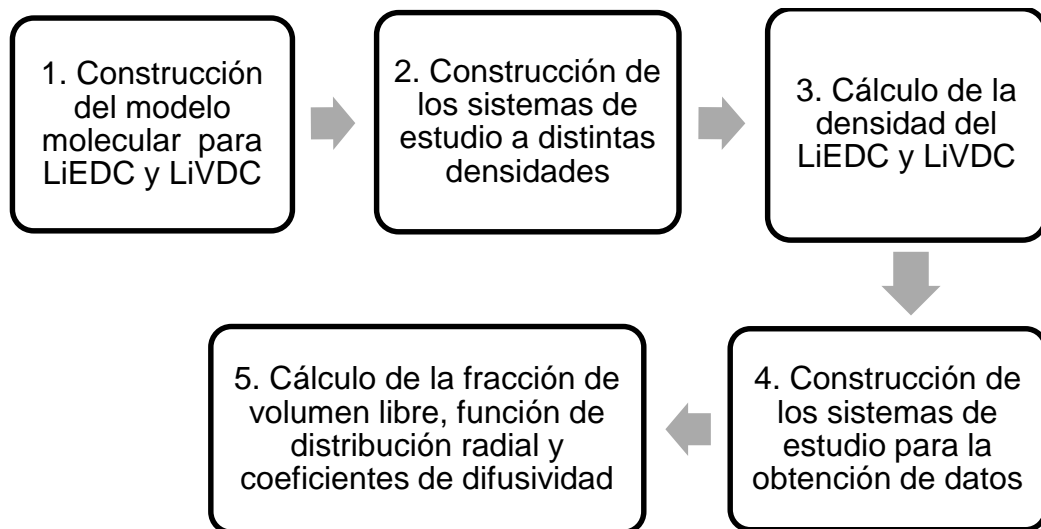 1. Construcción
del modelo
molecular para
LiEDC y LiVDC
2. Construcción de
los sistemas de
estudio a distintas
densidades
3. Cálculo de la
densidad del
LiEDC y LiVDC
4. Construcción de
los sistemas de
estudio para la
obtención de datos
5. Cálculo de la fracción de
volumen libre, función de
distribución radial y
coeficientes de difusividad